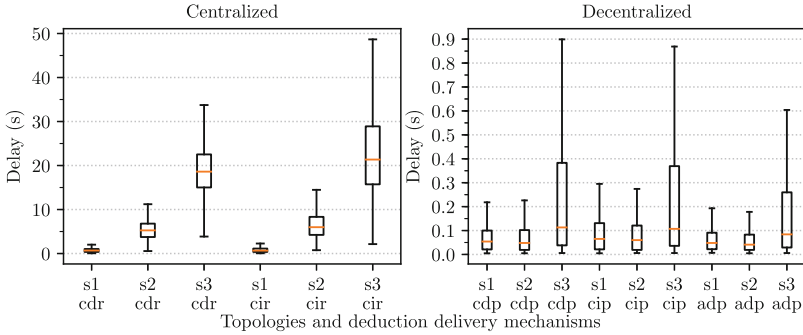 Centralized
Decentralized
Delay (s)
50
40
30
20
10
0
s1 s2 s3 s1 s2 s3
cdr cdr cdr cir cir cir
Delay (s)
0.9
0.8
0.7
0.6
0.5
0.4
0.3
0.2
0.1
0.0
s1 s2 s3 s1 s2 s3 s1 s2 s3
cdp cdp cdp cip cip cip adp adp adp
Topologies and deduction delivery mechanisms